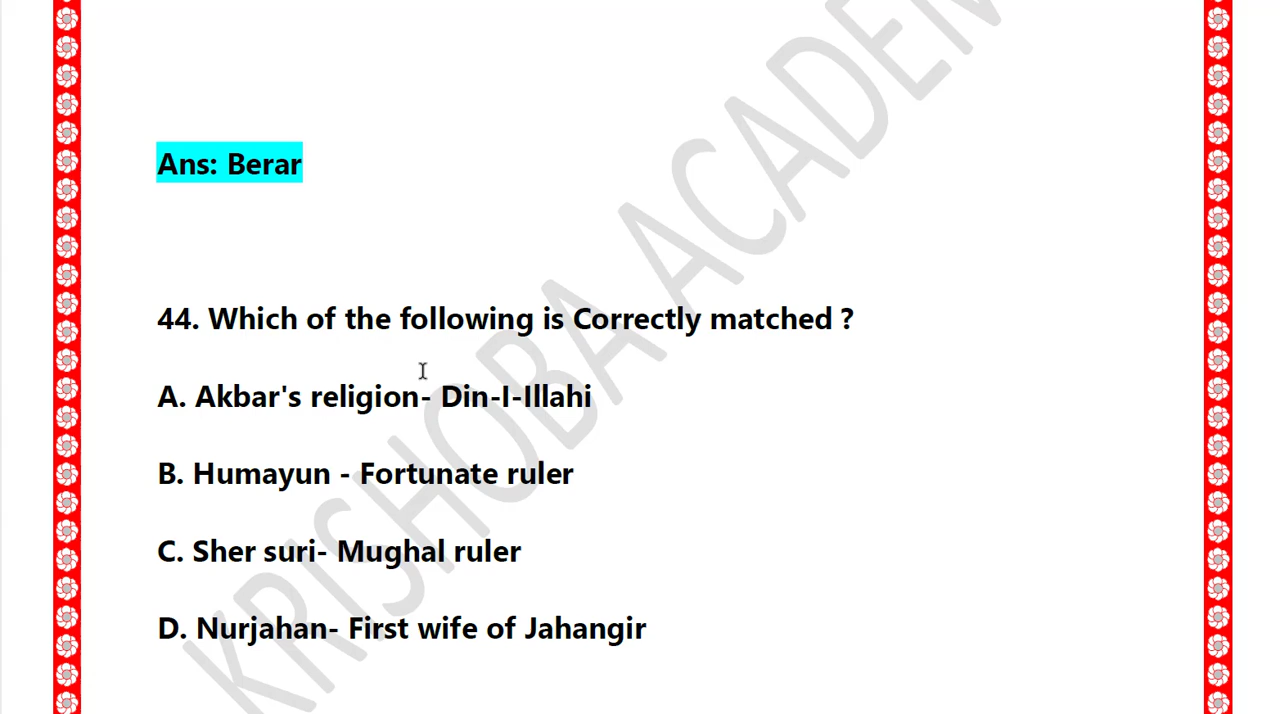 Ans: Berar
44. Which of the following is Correctly matched ?
A. Akbar's religion- Din-I-Illahi
B. Humayun - Fortunate ruler
C. Sher suri- Mughal ruler
D. Nurjahan- First wife of Jahangir
KRISHOBA ACADEM